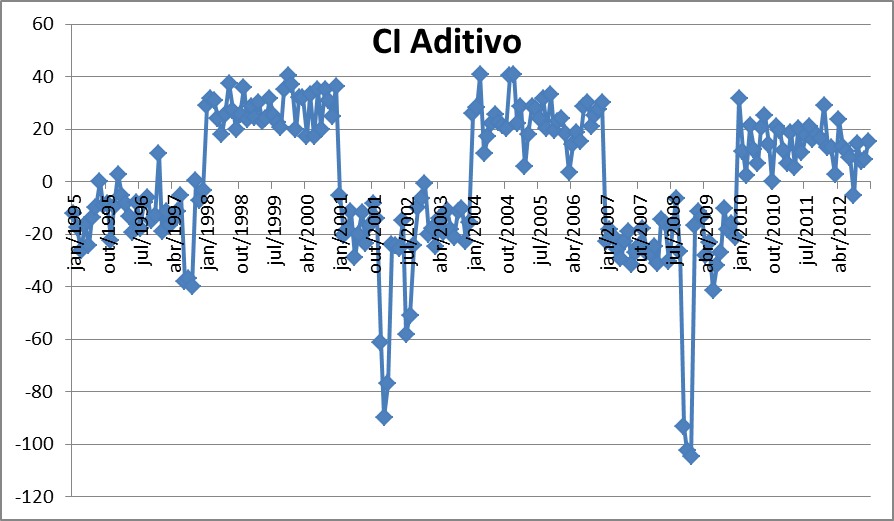 CI Aditivo
60
40
20
0
-20
-40
-60
-80
-100
-120
jan/1995
out/1995
jul/1996
abr/1997
jan/1998
out/1998
jul/1999
abr/2000
jan/2001
out/2001
jul/2002
abr/2003
jan/2004
out/2004
jul/2005
abr/2006
jan/2007
out/2007
jul/2008
abr/2009
jan/2010
out/2010
jul/2011
abr/2012